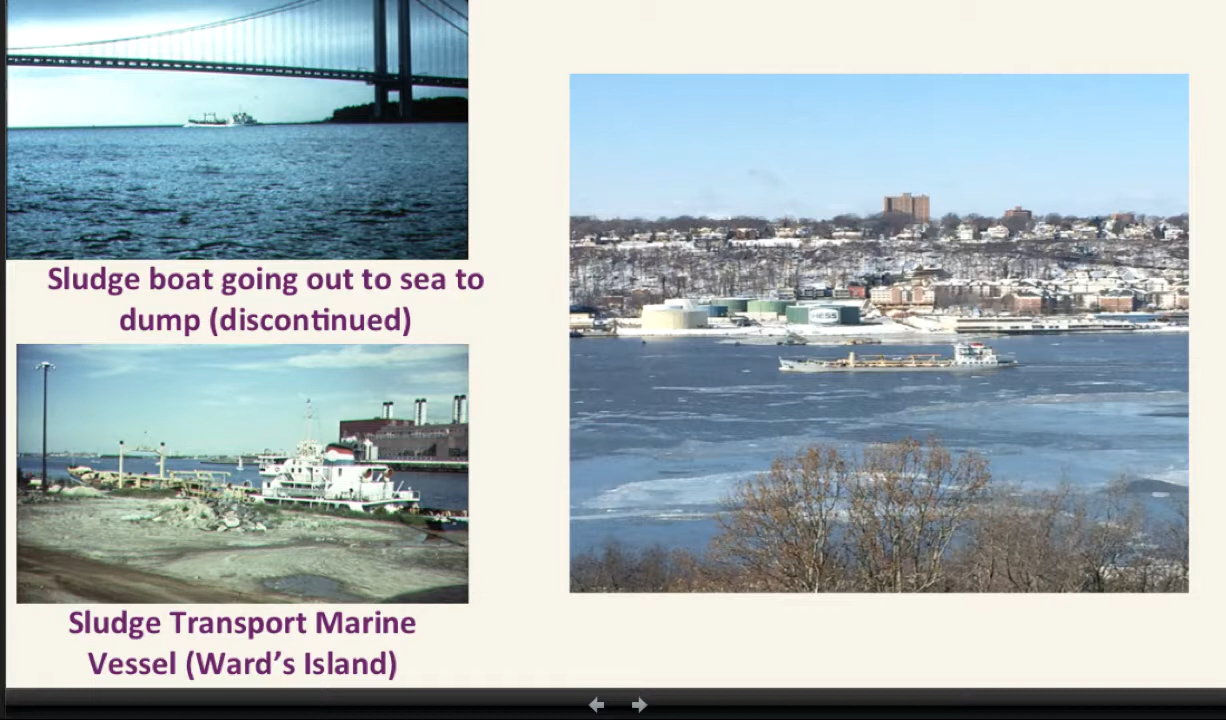 Sludge boat going out to sea to
dump (discontinued)
HESS
Sludge Transport Marine
Vessel (Ward’s Island)